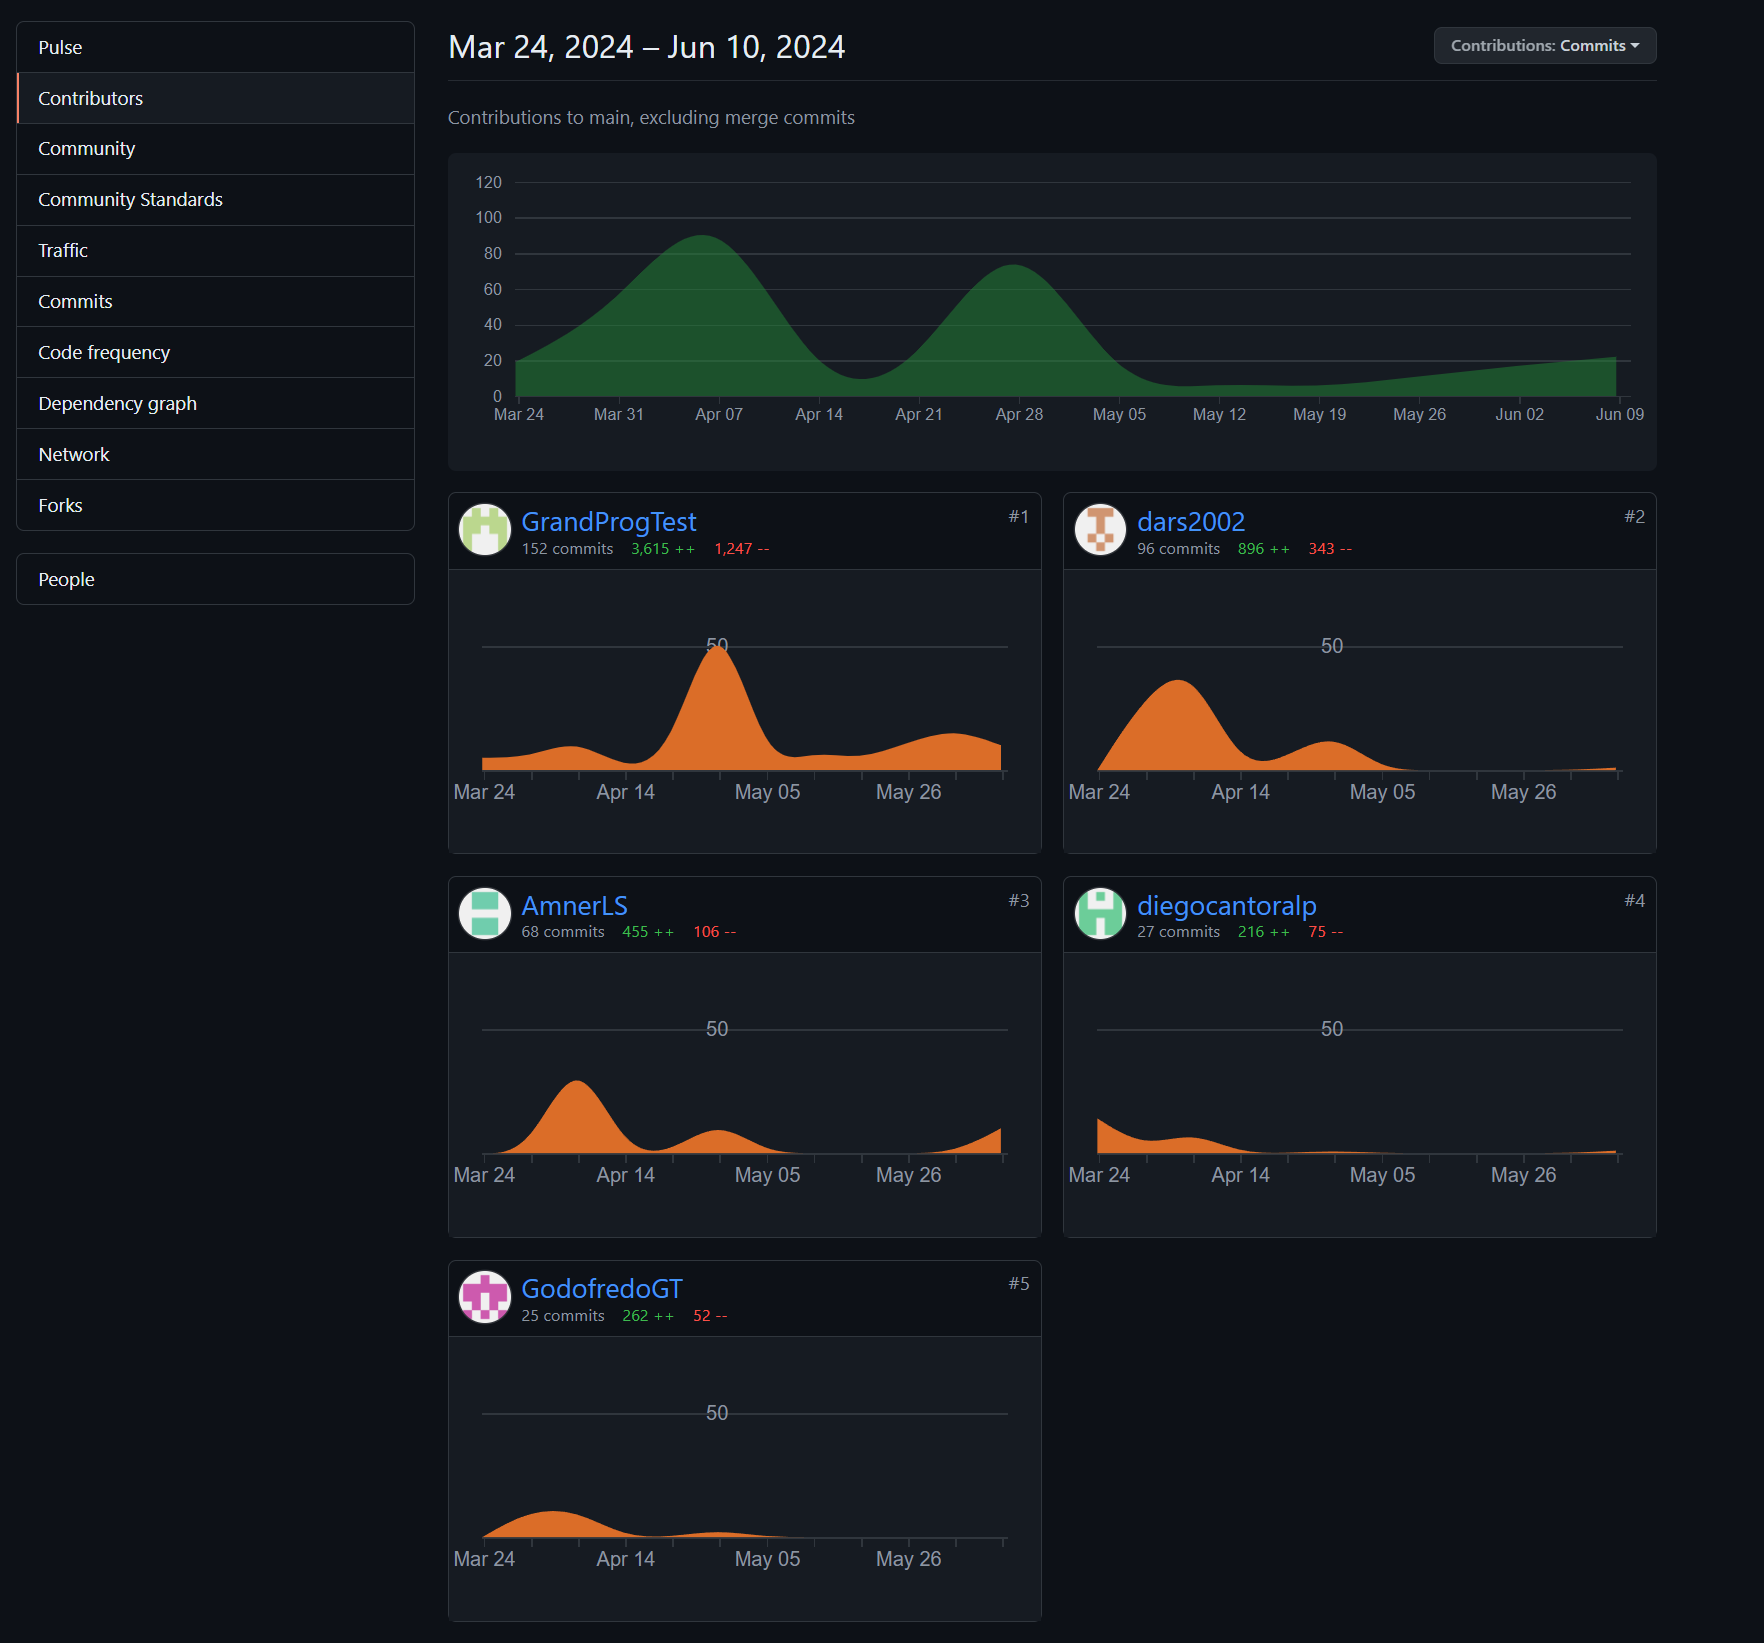 Pulse
Contributors
Community
Community Standards
Traffic
Commits
Code frequency
Dependency graph
Network
Forks
People
Mar 24, 2024 – Jun 10, 2024
Contributions: Commits
Contributions to main, excluding merge commits
120
100
80
60
40
20
0
Mar 24 Mar 31 Apr 07 Apr 14 Apr 21 Apr 28 May 05 May 12 May 19 May 26 Jun 02 Jun 09
GrandProgTest #1
152 commits 3,615 ++ 1,247 --
50
Mar 24 Apr 14 May 05 May 26
dars2002 #2
96 commits 896 ++ 343 --
50
Mar 24 Apr 14 May 05 May 26
AmnerLS #3
68 commits 455 ++ 106 --
50
Mar 24 Apr 14 May 05 May 26
diegocantoralp #4
27 commits 216 ++ 75 --
50
Mar 24 Apr 14 May 05 May 26
GodofredoGT #5
25 commits 262 ++ 52 --
50
Mar 24 Apr 14 May 05 May 26